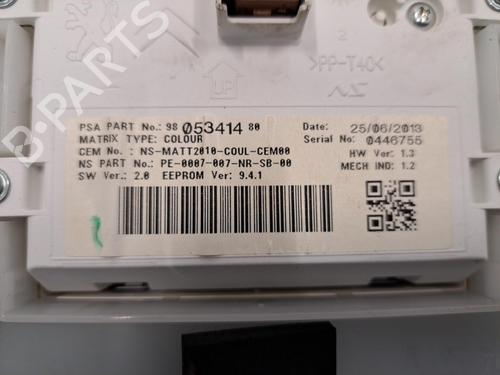 2
UP
>PP-T40<
PSA PART No.: 98 053414 80
Date: 25/06/2013
MATRIX TYPE: COLOUR
Serial No: 0446755
CEM No.: NS-MATT2010-COUL-CEM00
HW Ver.: 1.3
NS PART No.: PE-0007-007-NR-SB-00
MECH IND: 1.2
SW Ver.: 2.0 EEPROM Ver: 9.4.1